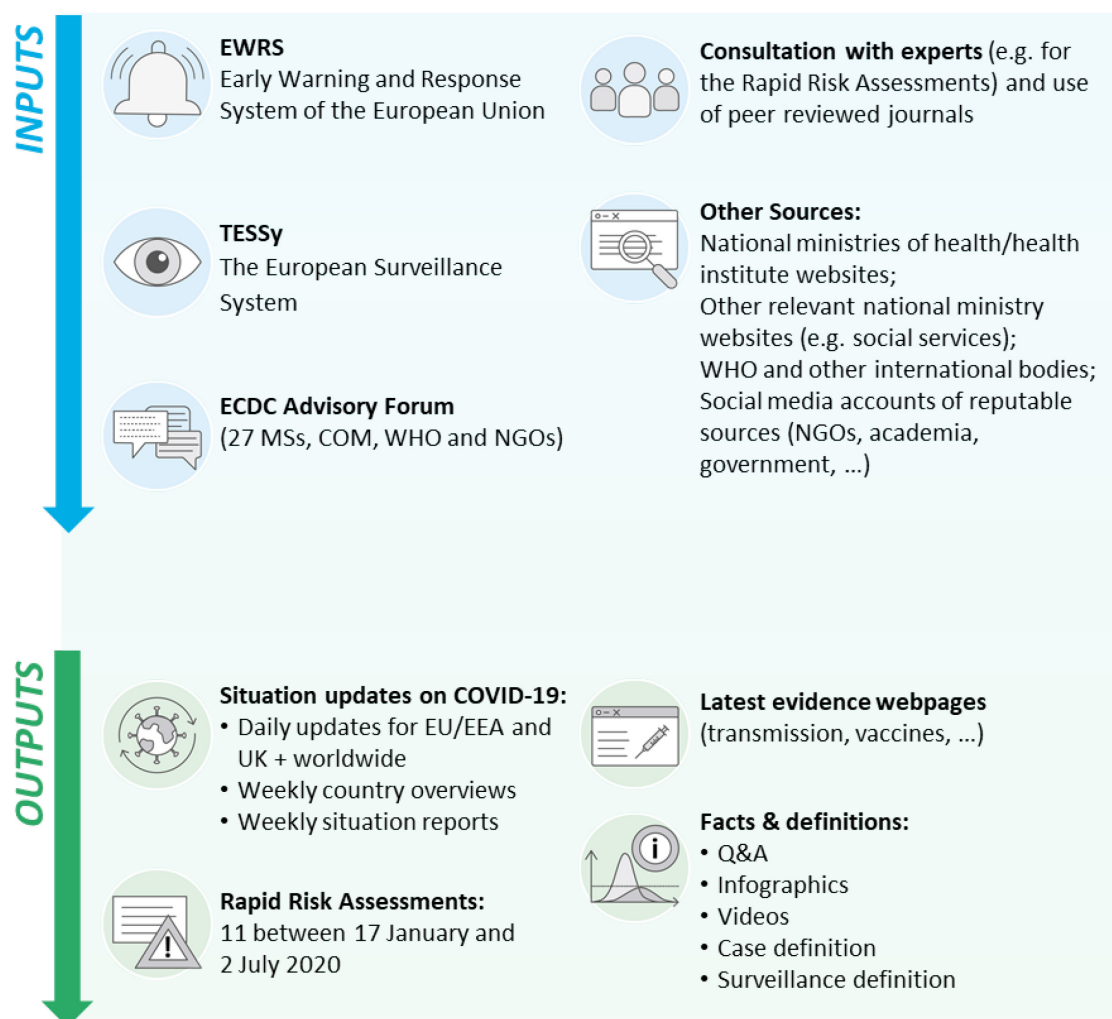 INPUTS
EWRS
Early Warning and Response
System of the European Union
TESSy
The European Surveillance
System
ECDC Advisory Forum
(27 MSs, COM, WHO and NGOs)
Consultation with experts (e.g. for
the Rapid Risk Assessments) and use
of peer reviewed journals
Other Sources:
National ministries of health/health
institute websites;
Other relevant national ministry
websites (e.g. social services);
WHO and other international bodies;
Social media accounts of reputable
sources (NGOs, academia,
government, ...)
OUTPUTS
Situation updates on COVID-19:
• Daily updates for EU/EEA and
UK + worldwide
• Weekly country overviews
• Weekly situation reports
Rapid Risk Assessments:
11 between 17 January and
2 July 2020
Latest evidence webpages
(transmission, vaccines, ...)
Facts & definitions:
• Q&A
• Infographics
• Videos
• Case definition
• Surveillance definition